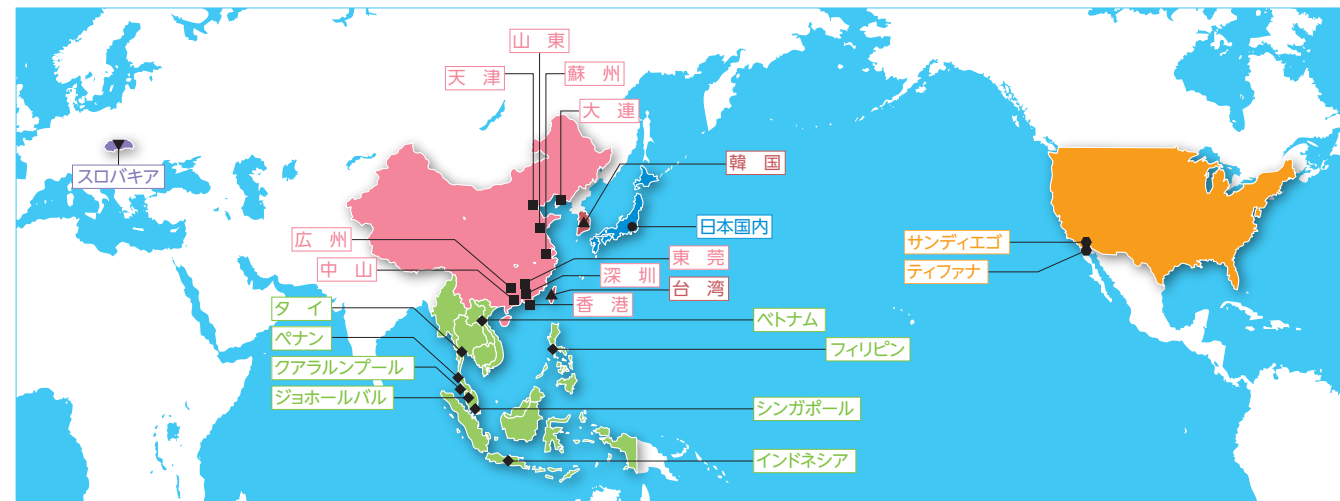 山　東
天　津
蘇　州
大　連
韓　国
スロバキア
日本国内
広　州
東　莞
サンディエゴ
中　山
深　圳
ティファナ
台　湾
香　港
タ　イ
ベトナム
ペナン
フィリピン
クアラルンプール
ジョホールバル
シンガポール
インドネシア